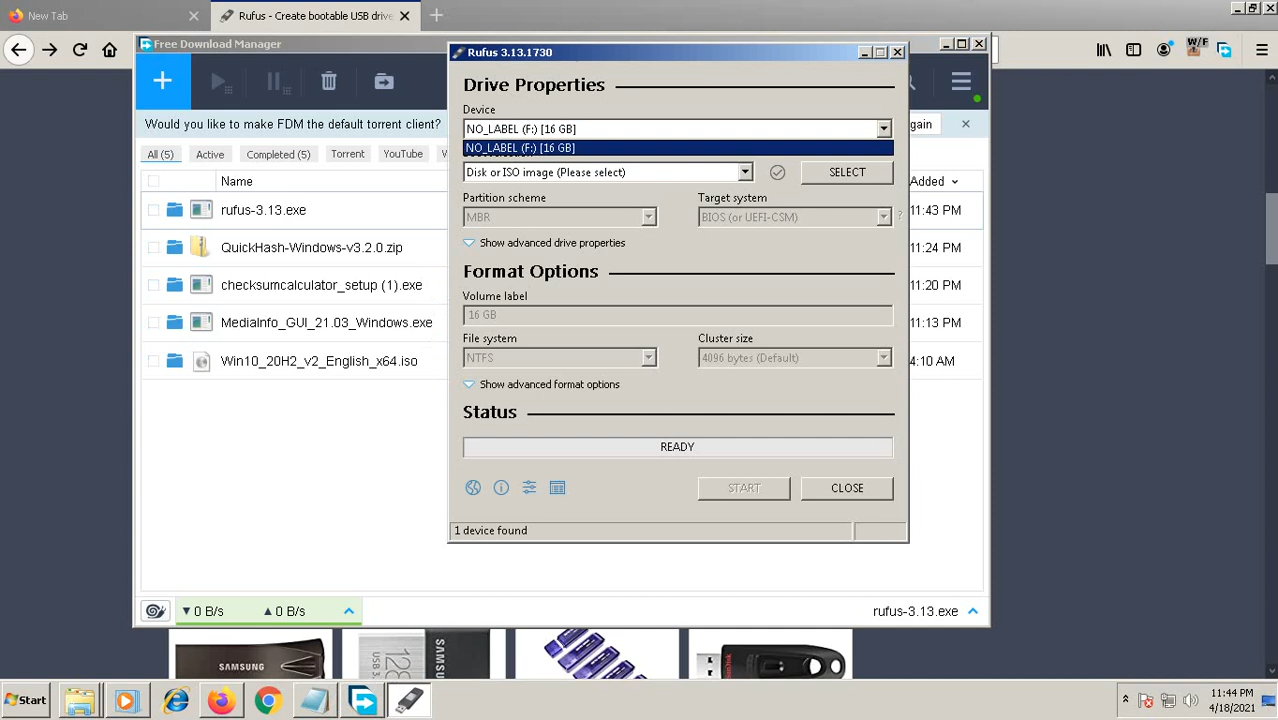 New Tab
Rufus - Create bootable USB drive
Free Download Manager
Would you like to make FDM the default torrent client?
All (5) Active Completed (5) Torrent YouTube
Name
Added
rufus-3.13.exe
11:43 PM
QuickHash-Windows-v3.2.0.zip
11:24 PM
checksumcalculator_setup (1).exe
11:20 PM
MediaInfo_GUI_21.03_Windows.exe
11:13 PM
Win10_20H2_v2_English_x64.iso
4:10 AM
Rufus 3.13.1730
Drive Properties
Device
NO_LABEL (F:) [16 GB]
NO_LABEL (F:) [16 GB]
Disk or ISO image (Please select)
SELECT
Partition scheme
Target system
MBR
BIOS (or UEFI-CSM)
?
Show advanced drive properties
Format Options
Volume label
16 GB
File system
Cluster size
NTFS
4096 bytes (Default)
Show advanced format options
Status
READY
START
CLOSE
1 device found
0 B/s
0 B/s
rufus-3.13.exe
W/F
SAMSUNG
SAMSUNG
Start
11:44 PM
4/18/2021